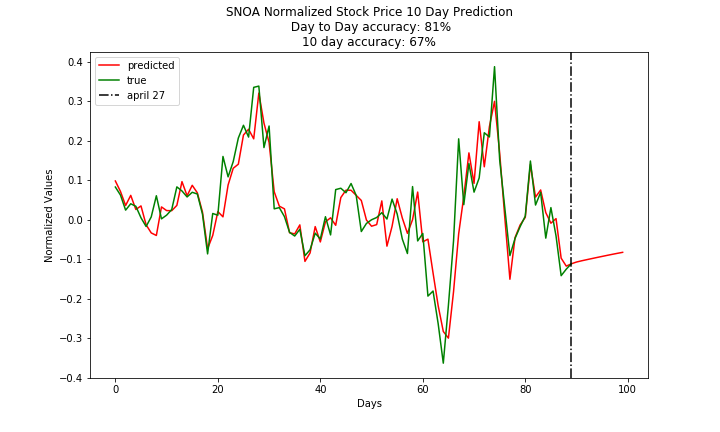 SNOA Normalized Stock Price 10 Day Prediction
Day to Day accuracy: 81%
10 day accuracy: 67%
predicted
true
april 27
Normalized Values
0.4
0.3
0.2
0.1
0.0
−0.1
−0.2
−0.3
−0.4
0 20 40 60 80 100
Days